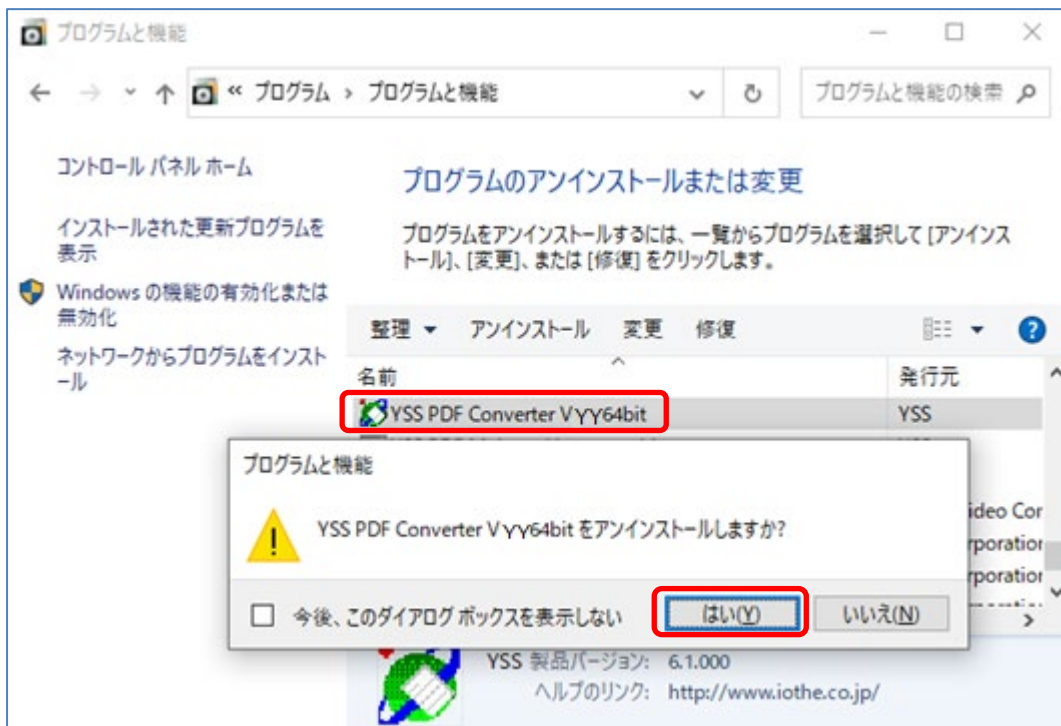 プログラムと機能
« プログラム › プログラムと機能
プログラムと機能の検索
コントロール パネル ホーム
インストールされた更新プログラムを
表示
Windows の機能の有効化または
無効化
ネットワークからプログラムをインスト
ール
プログラムのアンインストールまたは変更
プログラムをアンインストールするには、一覧からプログラムを選択して [アンインス
トール]、[変更]、または [修復] をクリックします。
整理 アンインストール 変更 修復
名前 発行元
YSS PDF Converter VYY64bit YSS
プログラムと機能
YSS PDF Converter VYY64bit をアンインストールしますか?
今後、このダイアログ ボックスを表示しない はい(Y) いいえ(N)
ideo Cor
rporation
rporation
YSS 製品バージョン: 6.1.000
ヘルプのリンク: http://www.iothe.co.jp/